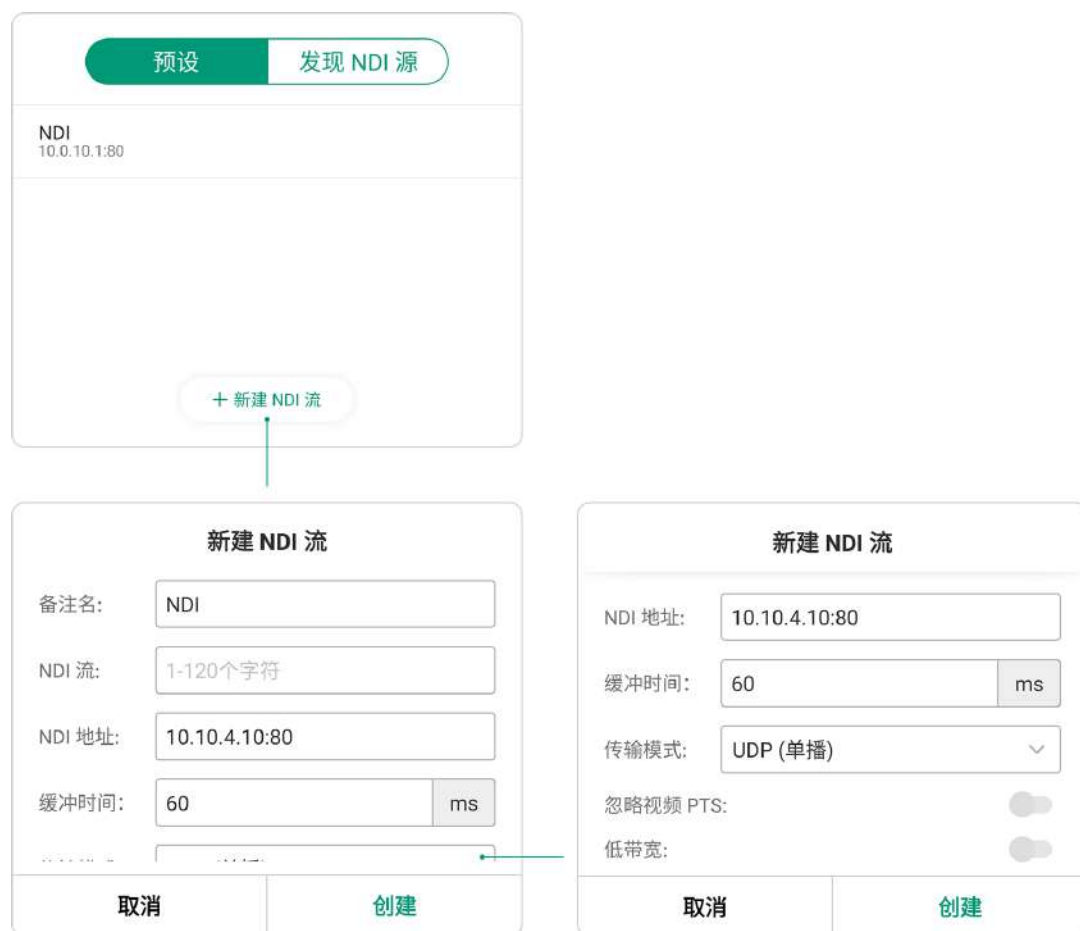 预设 发现 NDI 源
NDI
10.0.10.1:80
+ 新建 NDI 流
新建 NDI 流
备注名: NDI
NDI 流: 1-120个字符
NDI 地址: 10.10.4.10:80
缓冲时间: 60 ms
取消 创建
新建 NDI 流
NDI 地址: 10.10.4.10:80
缓冲时间: 60 ms
传输模式: UDP (单播)
忽略视频 PTS:
低带宽:
取消 创建